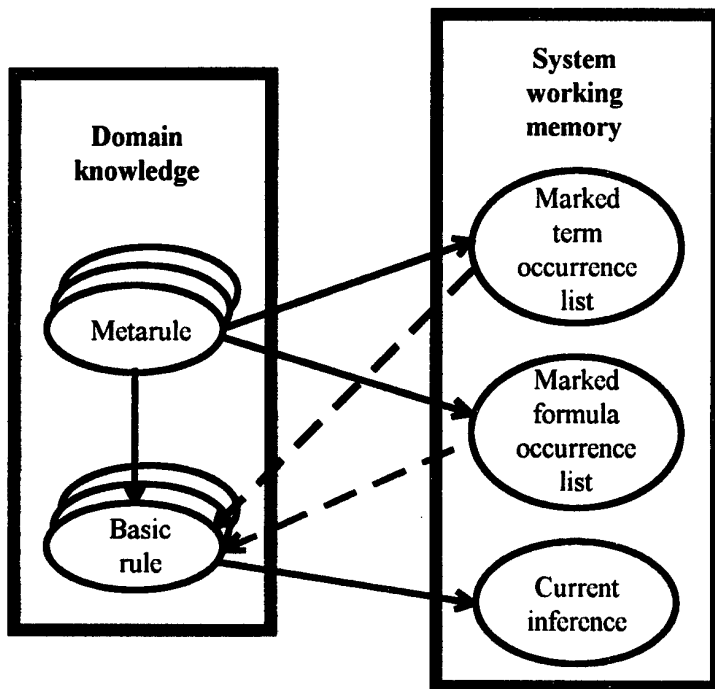 Domain
knowledge
Metarule
Basic
rule
System
working
memory
Marked
term
occurrence
list
Marked
formula
occurrence
list
Current
inference